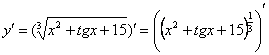 y' = (∛(x² + tgx + 15))' = ((x² + tgx + 15)^(1/3))'